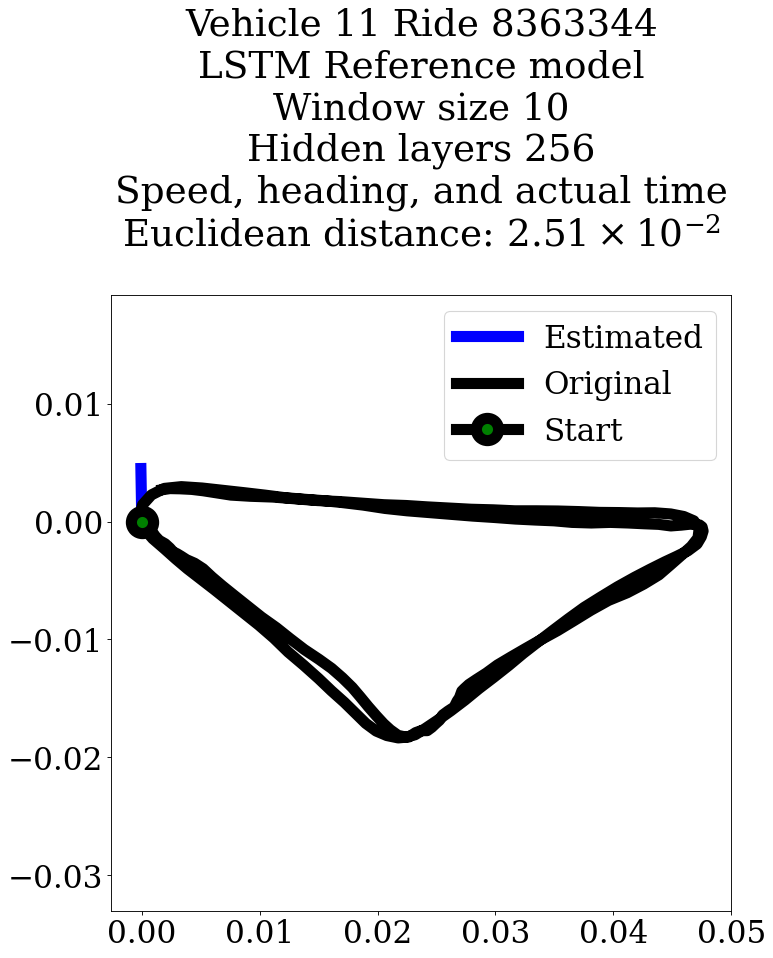 Vehicle 11 Ride 8363344
LSTM Reference model
Window size 10
Hidden layers 256
Speed, heading, and actual time
Euclidean distance: 2.51 × 10⁻²
Estimated
Original
Start
0.01
0.00
−0.01
−0.02
−0.03
0.00 0.01 0.02 0.03 0.04 0.05